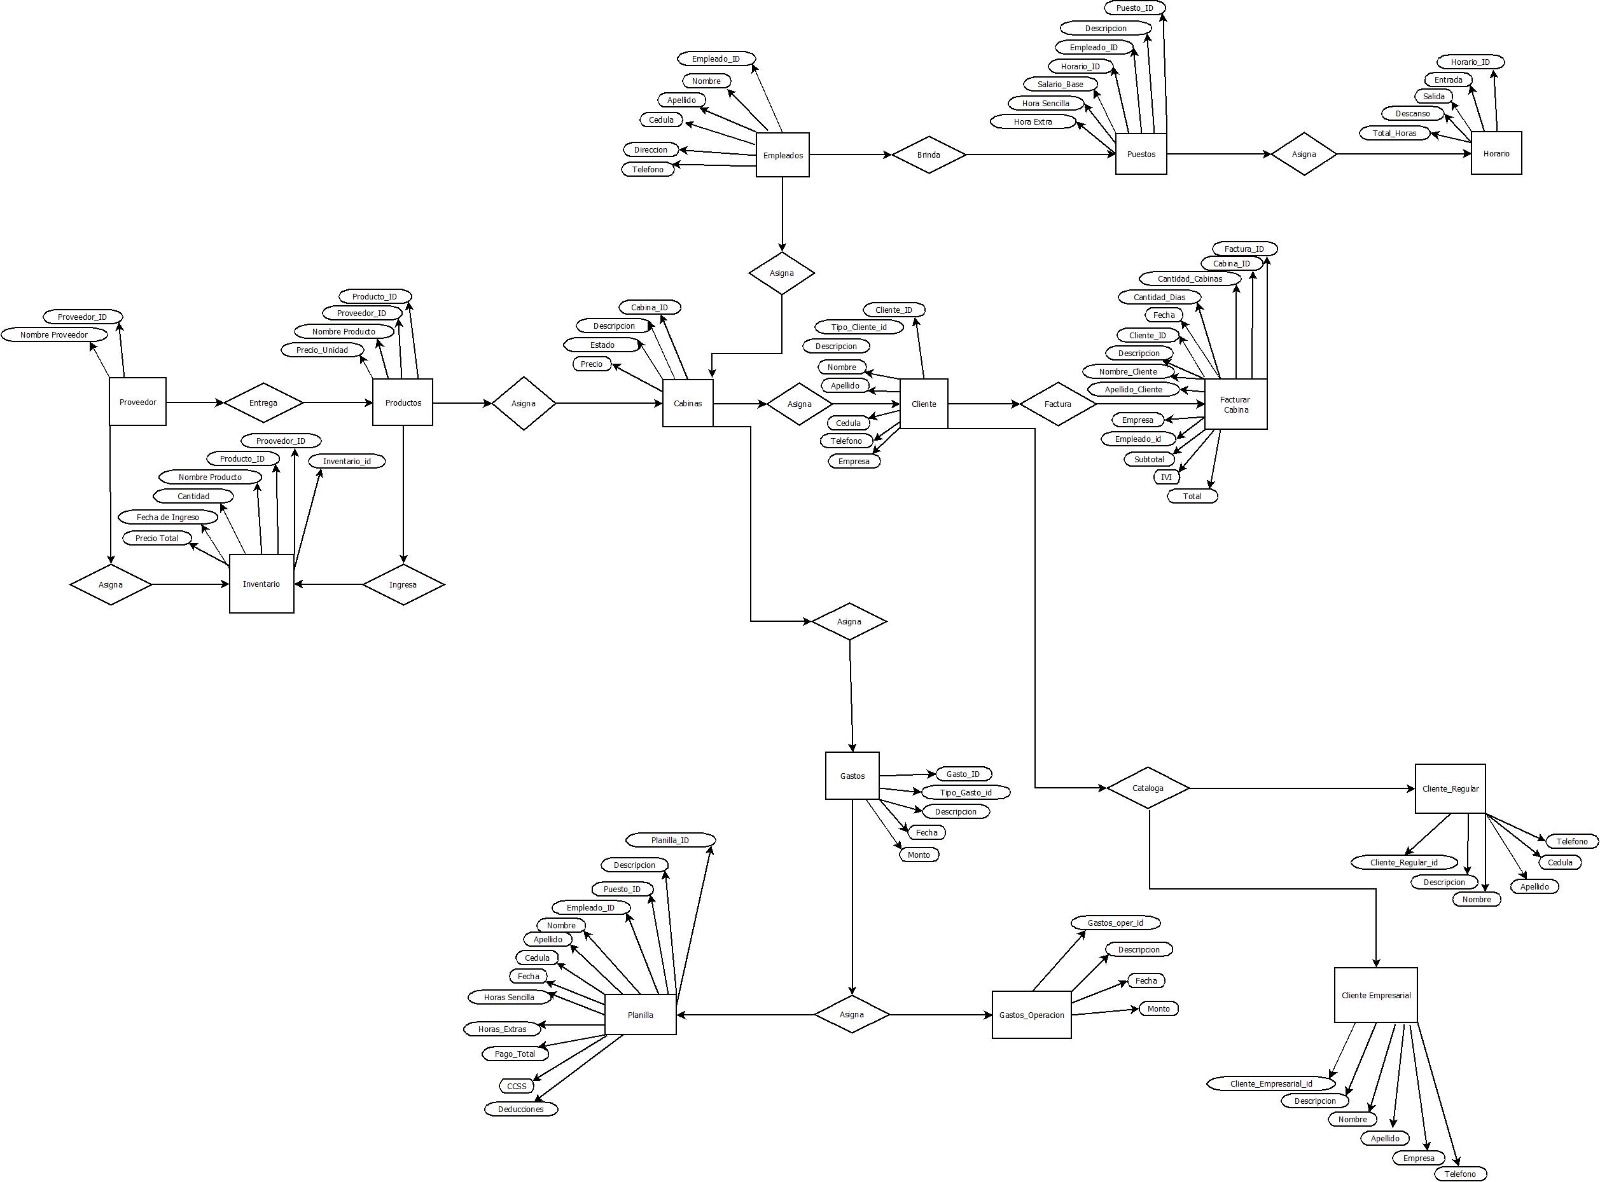 Puesto_ID
Descripcion
Empleado_ID
Horario_ID
Salario_Base
Hora Sencilla
Hora Extra
Puestos
Empleado_ID
Nombre
Apellido
Cedula
Direccion
Telefono
Empleados
Brinda
Asigna
Horario_ID
Entrada
Salida
Descanso
Total_Horas
Horario
Asigna
Proveedor_ID
Nombre Proveedor
Proveedor
Entrega
Producto_ID
Proveedor_ID
Nombre Producto
Precio_Unidad
Productos
Asigna
Cabina_ID
Descripcion
Estado
Precio
Cabinas
Asigna
Cliente_ID
Tipo_Cliente_id
Descripcion
Nombre
Apellido
Cliente
Cedula
Telefono
Empresa
Factura
Factura_ID
Cabina_ID
Cantidad_Cabinas
Cantidad_Dias
Fecha
Cliente_ID
Descripcion
Nombre_Cliente
Apellido_Cliente
Facturar
Cabina
Empresa
Empleado_id
Subtotal
IVI
Total
Proovedor_ID
Inventario_id
Producto_ID
Nombre Producto
Cantidad
Fecha de Ingreso
Precio Total
Asigna
Inventario
Ingresa
Asigna
Gastos
Gasto_ID
Tipo_Gasto_id
Descripcion
Fecha
Monto
Cataloga
Cliente_Regular
Telefono
Cedula
Cliente_Regular_id
Descripcion
Apellido
Nombre
Planilla_ID
Descripcion
Puesto_ID
Empleado_ID
Nombre
Apellido
Cedula
Fecha
Horas Sencilla
Planilla
Horas_Extras
Pago_Total
CCSS
Deducciones
Asigna
Gastos_oper_id
Descripcion
Fecha
Monto
Gastos_Operacion
Cliente Empresarial
Cliente_Empresarial_id
Descripcion
Nombre
Apellido
Empresa
Telefono